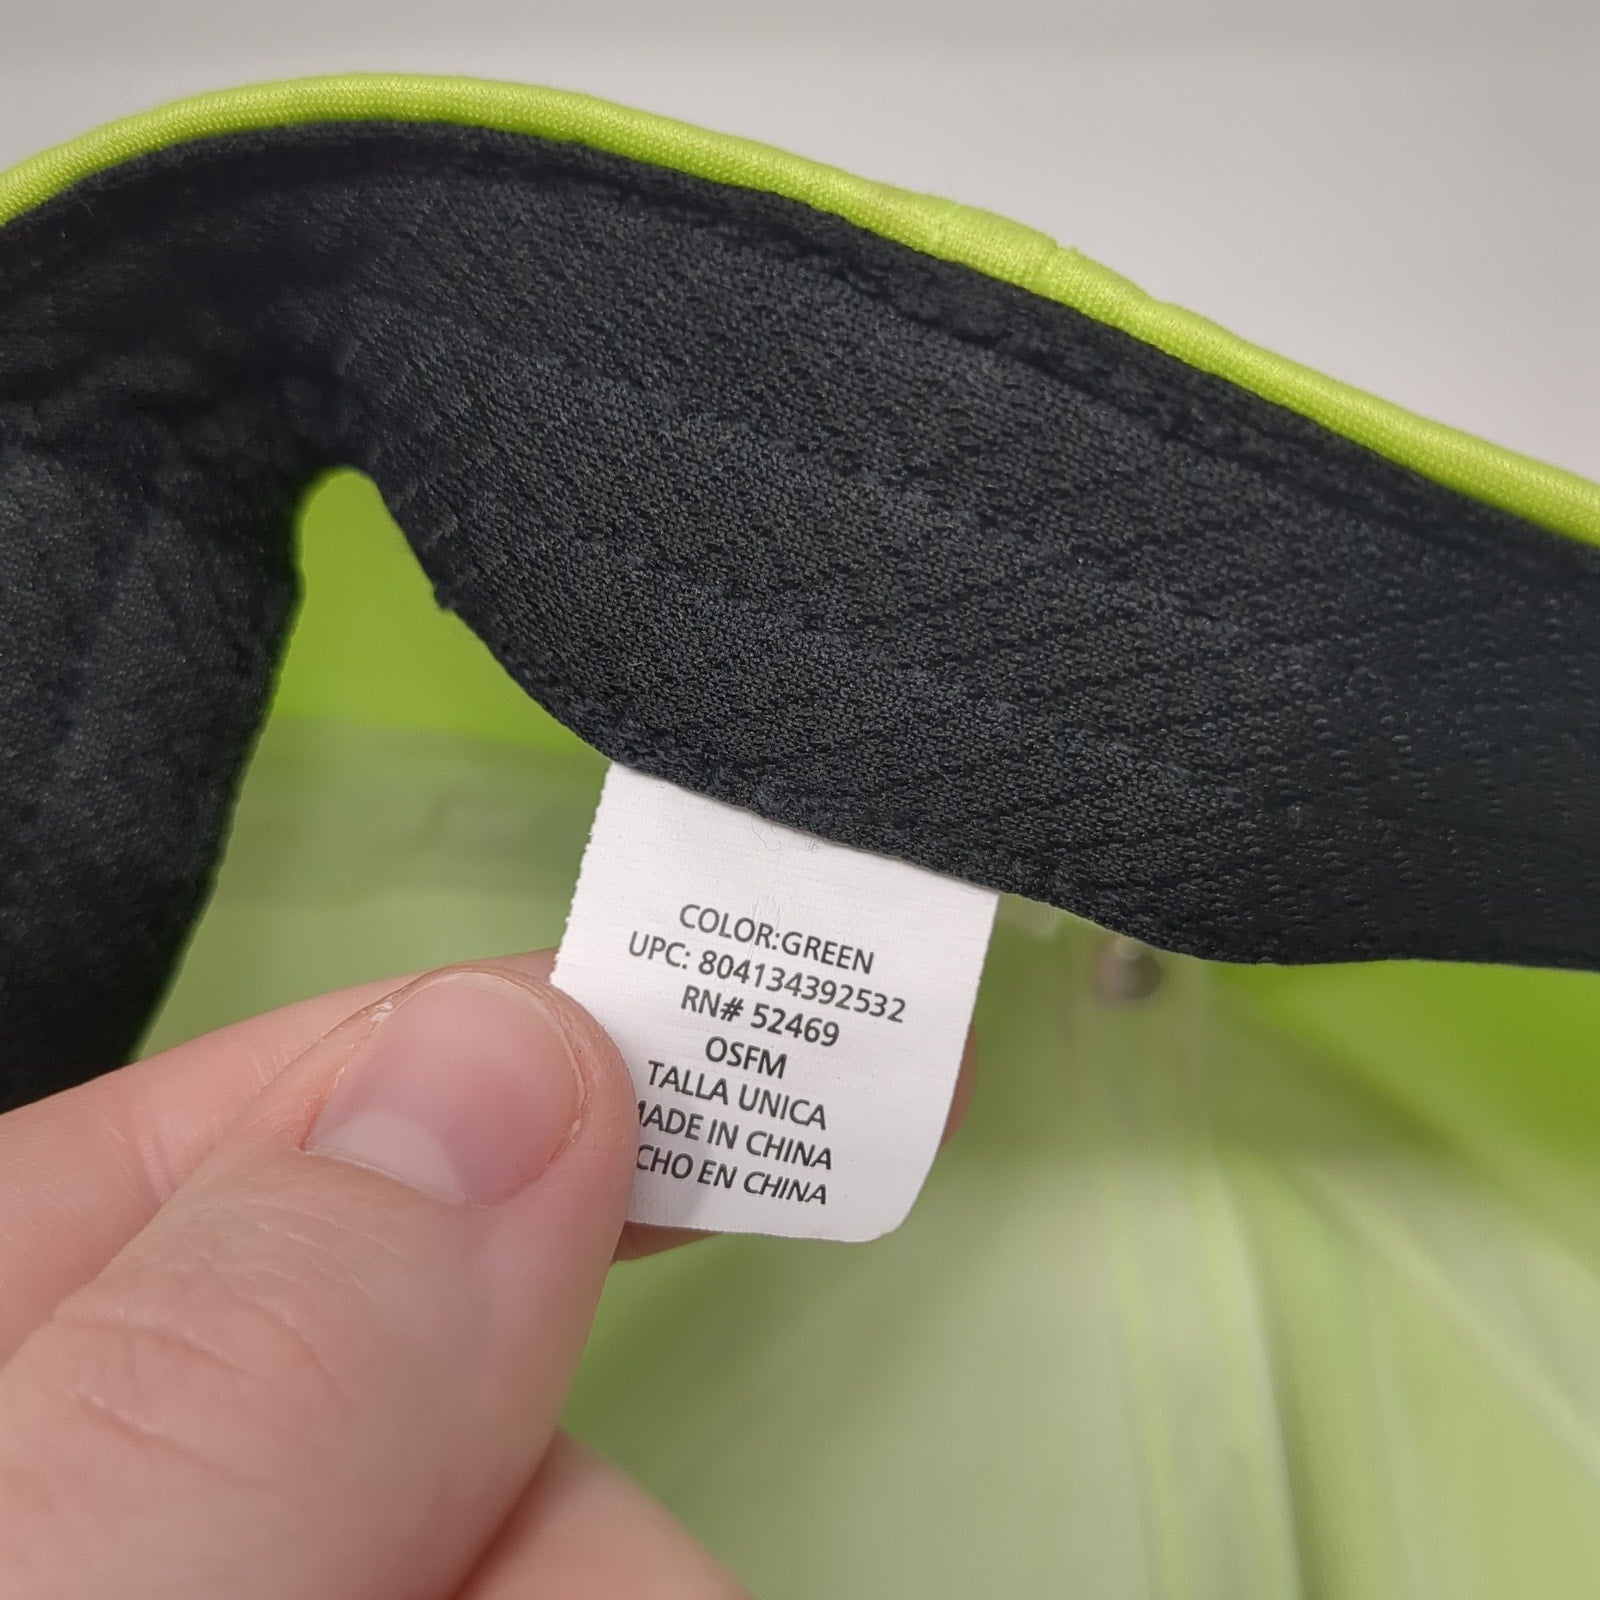 COLOR:GREEN
UPC: 804134392532
RN# 52469
OSFM
TALLA UNICA
MADE IN CHINA
CHO EN CHINA